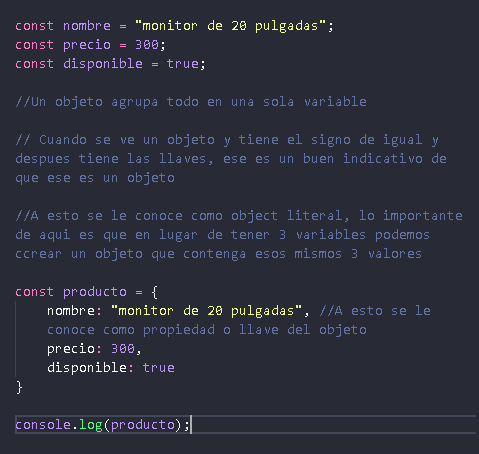 const nombre = "monitor de 20 pulgadas";
const precio = 300;
const disponible = true;
//Un objeto agrupa todo en una sola variable
// Cuando se ve un objeto y tiene el signo de igual y
despues tiene las llaves, ese es un buen indicativo de
que ese es un objeto
//A esto se le conoce como object literal, lo importante
de aqui es que en lugar de tener 3 variables podemos
ccrear un objeto que contenga esos mismos 3 valores
const producto = {
nombre: "monitor de 20 pulgadas", //A esto se le
conoce como propiedad o llave del objeto
precio: 300,
disponible: true
}
console.log(producto);